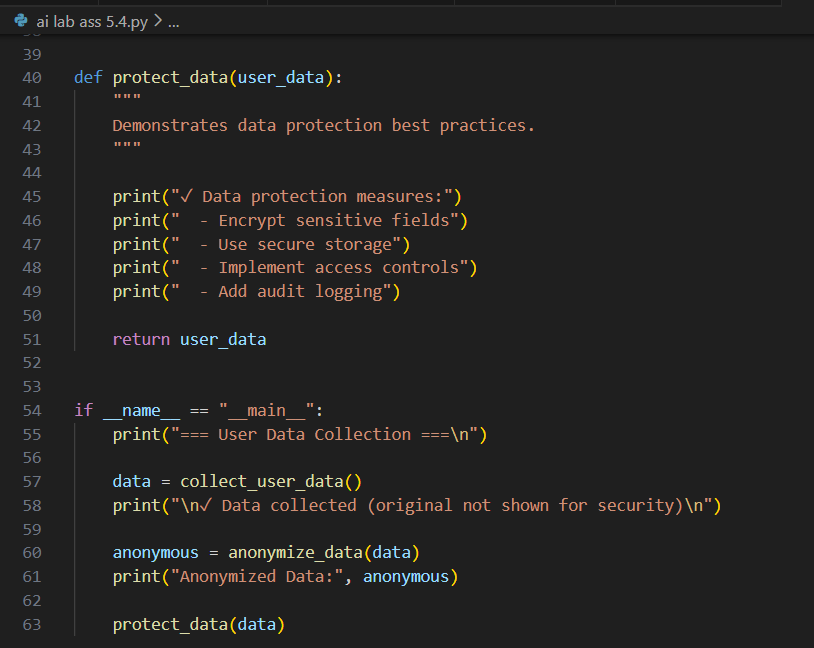 ai lab ass 5.4.py > ...
39
40 def protect_data(user_data):
41     """
42     Demonstrates data protection best practices.
43     """
44
45     print("✓ Data protection measures:")
46     print("  - Encrypt sensitive fields")
47     print("  - Use secure storage")
48     print("  - Implement access controls")
49     print("  - Add audit logging")
50
51     return user_data
52
53
54 if __name__ == "__main__":
55     print("=== User Data Collection ===\n")
56
57     data = collect_user_data()
58     print("\n✓ Data collected (original not shown for security)\n")
59
60     anonymous = anonymize_data(data)
61     print("Anonymized Data:", anonymous)
62
63     protect_data(data)